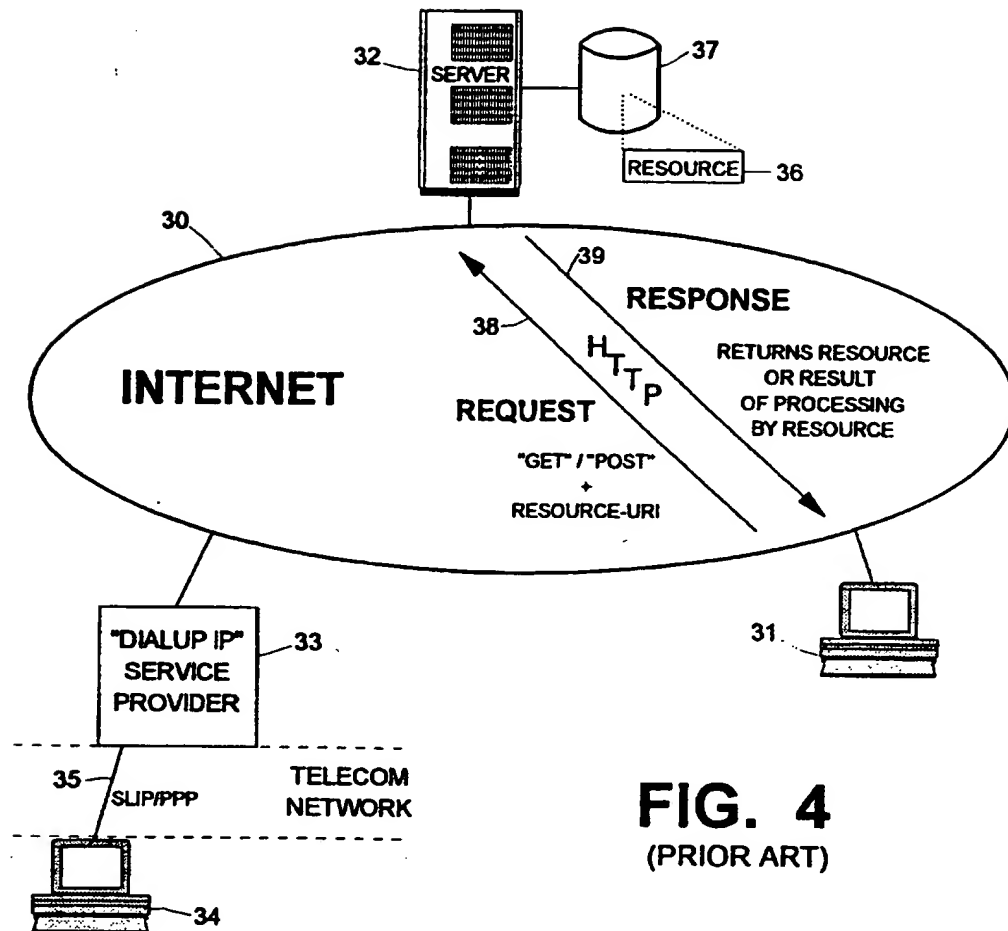 32
SERVER
37
RESOURCE
36
30
39
RESPONSE
38
HTTP
RETURNS RESOURCE
OR RESULT
OF PROCESSING
BY RESOURCE
INTERNET
REQUEST
"GET" / "POST"
+
RESOURCE-URI
"DIALUP IP"
SERVICE
PROVIDER
33
31
35
SLIP/PPP
TELECOM
NETWORK
34
FIG. 4
(PRIOR ART)